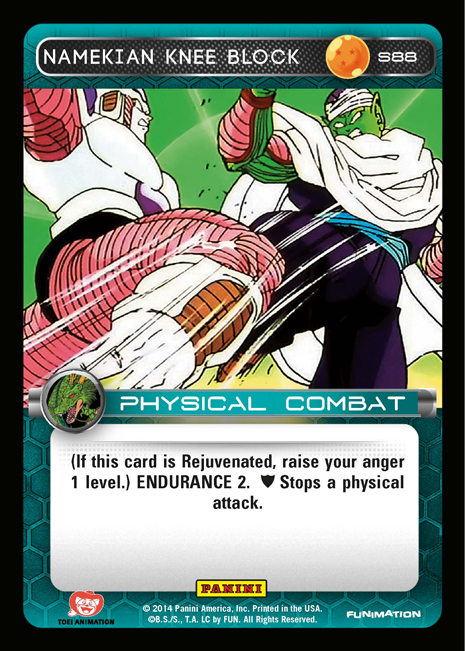 NAMEKIAN KNEE BLOCK
S88
PHYSICAL COMBAT
(If this card is Rejuvenated, raise your anger
1 level.) ENDURANCE 2. Stops a physical
attack.
PANINI
TOEI ANIMATION
© 2014 Panini America, Inc. Printed in the USA.
©B.S./S., T.A. LC by FUN. All Rights Reserved.
FUNIMATION